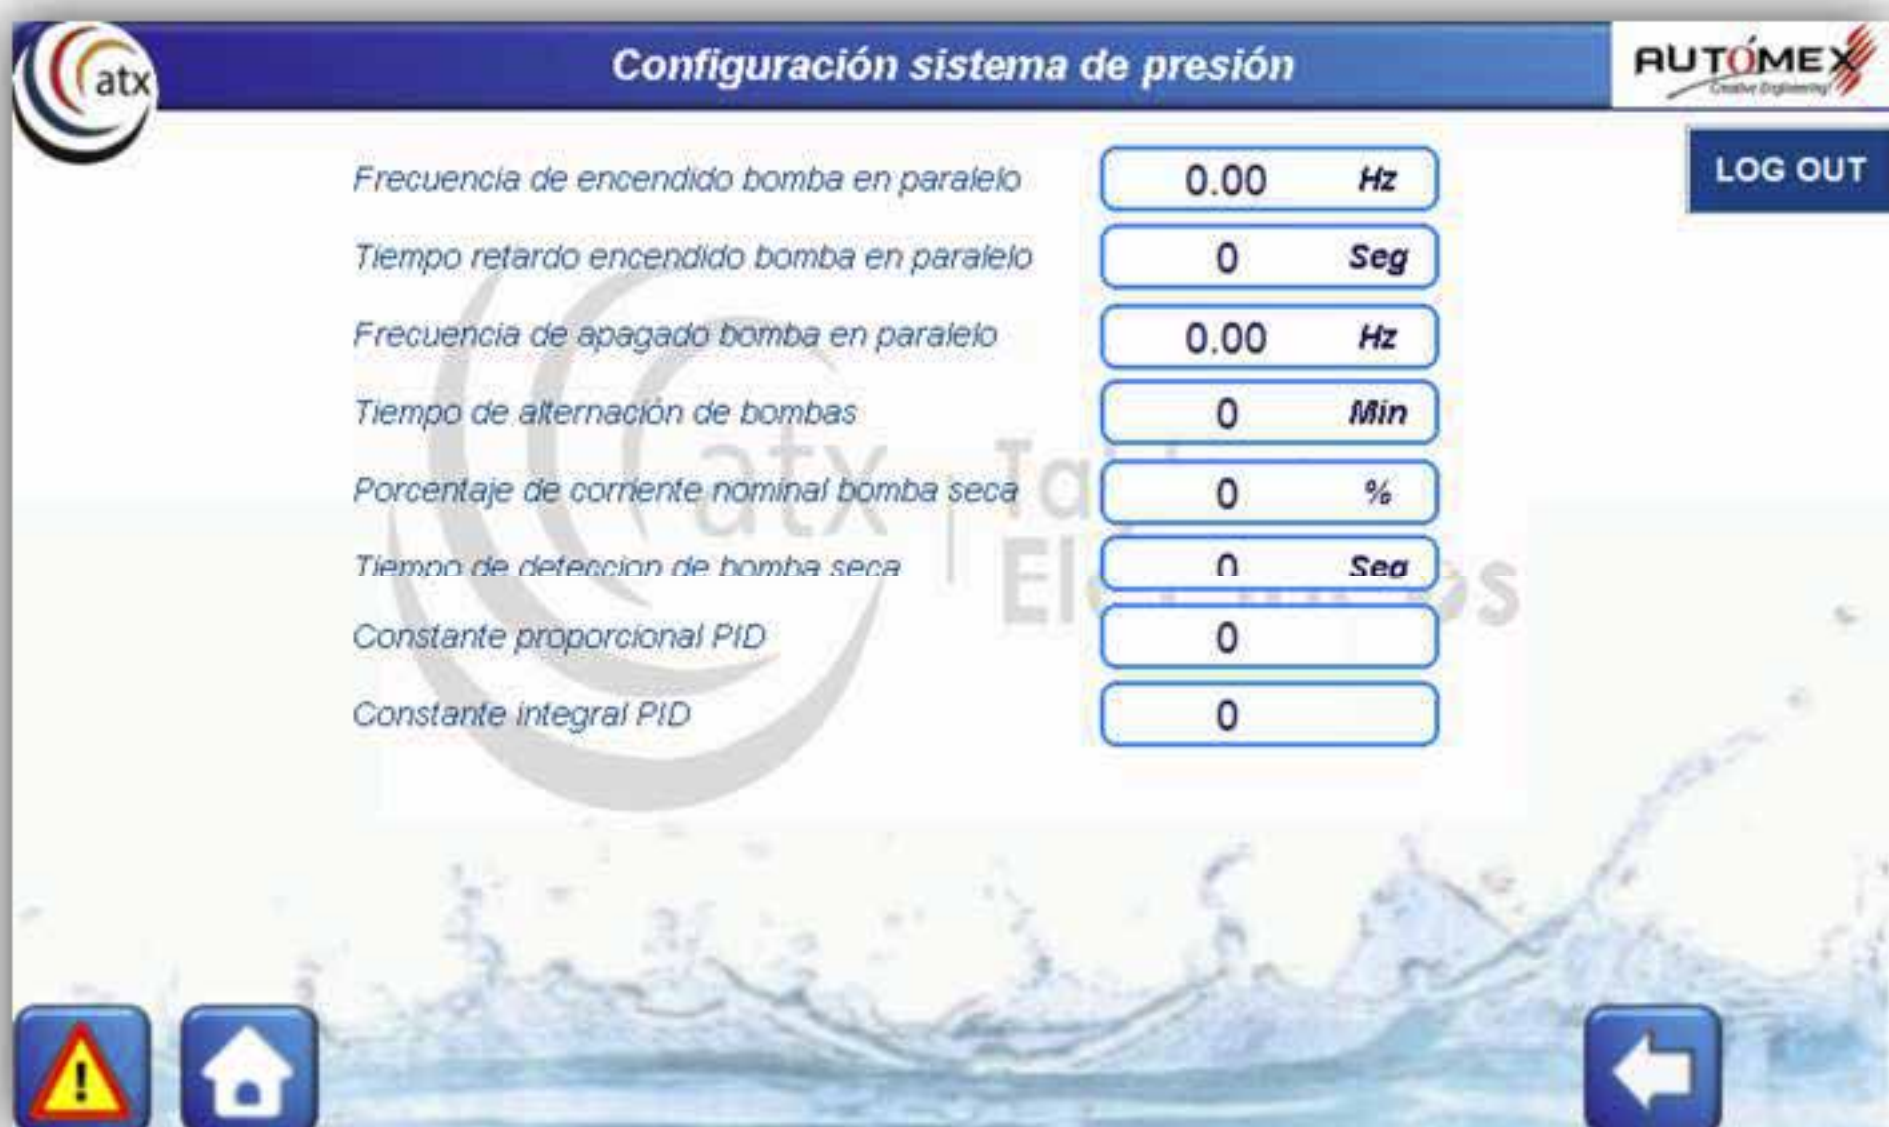 atx
Configuración sistema de presión
AUTÓMEX
Creative Engineering!
LOG OUT
Frecuencia de encendido bomba en paralelo 0.00 Hz
Tiempo retardo encendido bomba en paralelo 0 Seg
Frecuencia de apagado bomba en paralelo 0.00 Hz
Tiempo de alternación de bombas 0 Min
Porcentaje de corriente nominal bomba seca 0 %
Tiempo de deteccion de bomba seca 0 Seg
Constante proporcional PID 0
Constante integral PID 0
atx